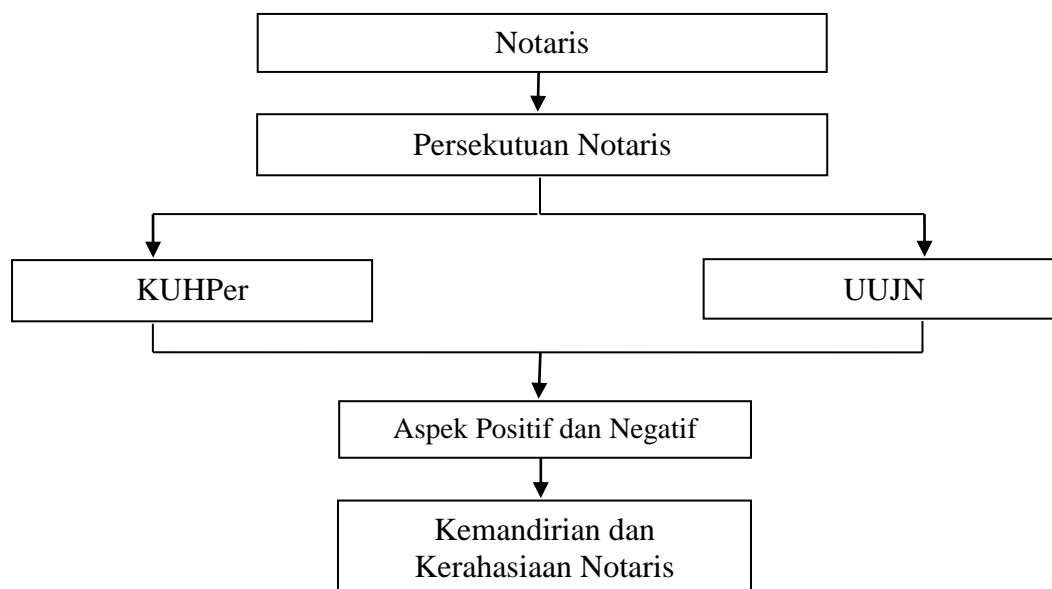 Notaris
Persekutuan Notaris
KUHPer
UUJN
Aspek Positif dan Negatif
Kemandirian dan
Kerahasiaan Notaris